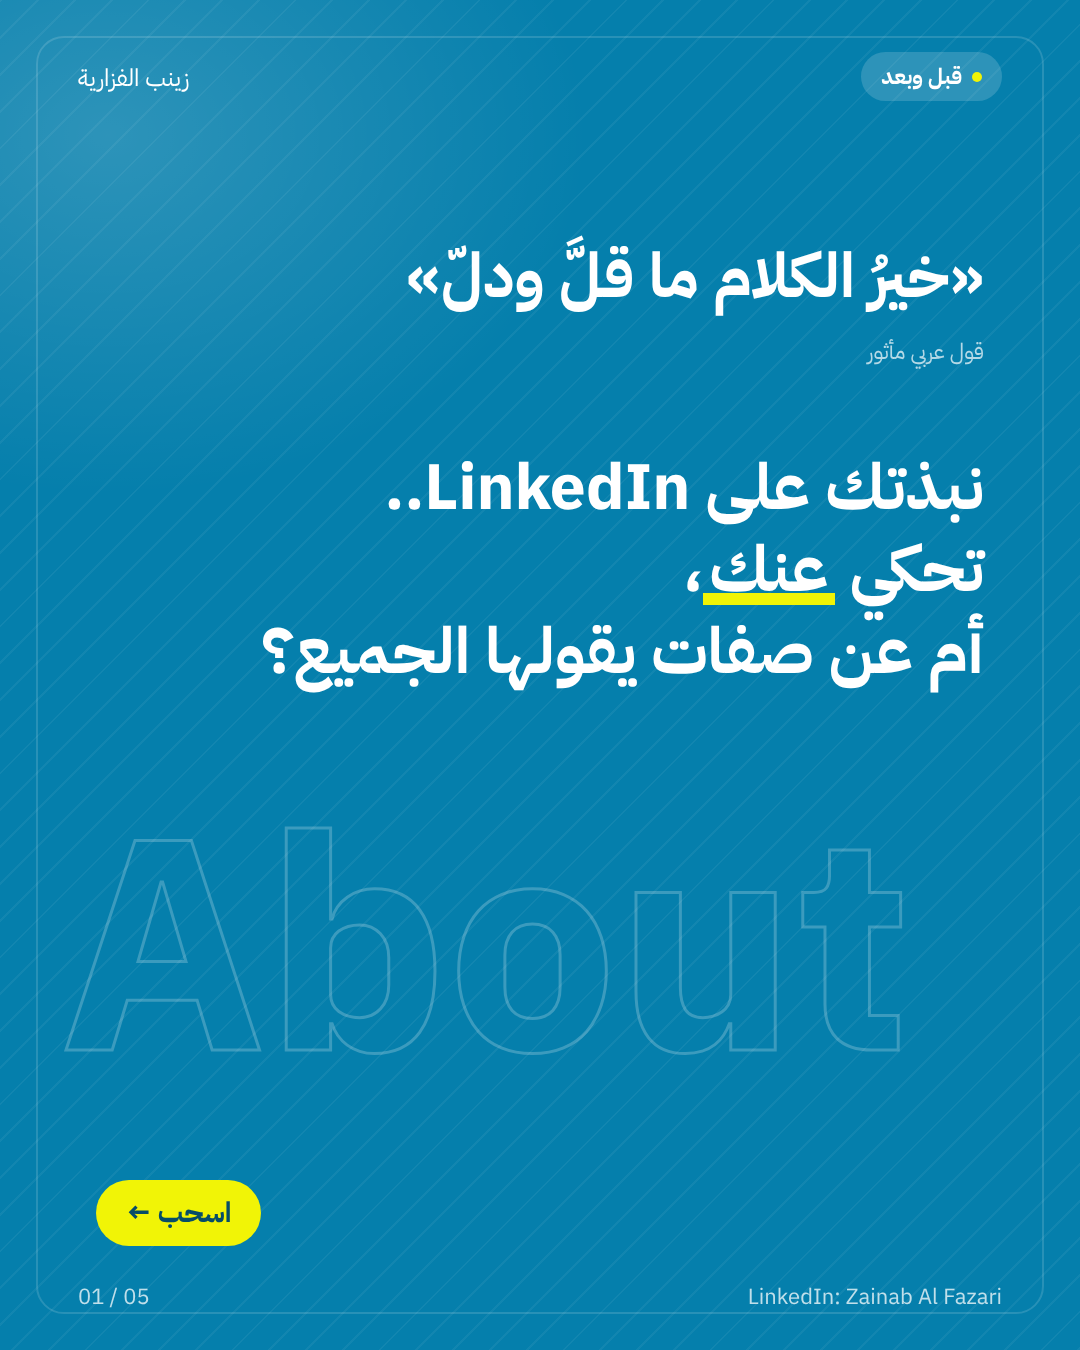 قبل وبعد
زينب الفزارية
«خيرُ الكلام ما قلَّ ودلّ»
قول عربي مأثور
نبذتك على LinkedIn..
تحكي عنك،
أم عن صفات يقولها الجميع؟
About
اسحب ←
LinkedIn: Zainab Al Fazari
01 / 05